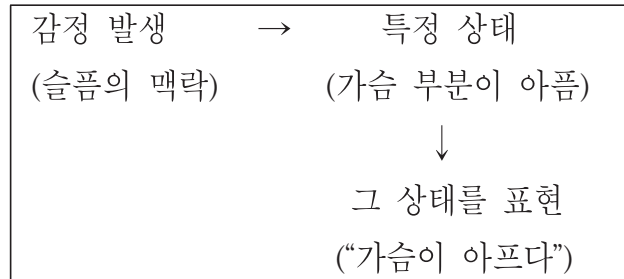 감정 발생 → 특정 상태
(슬픔의 맥락) (가슴 부분이 아픔)
↓
그 상태를 표현
(“가슴이 아프다”)